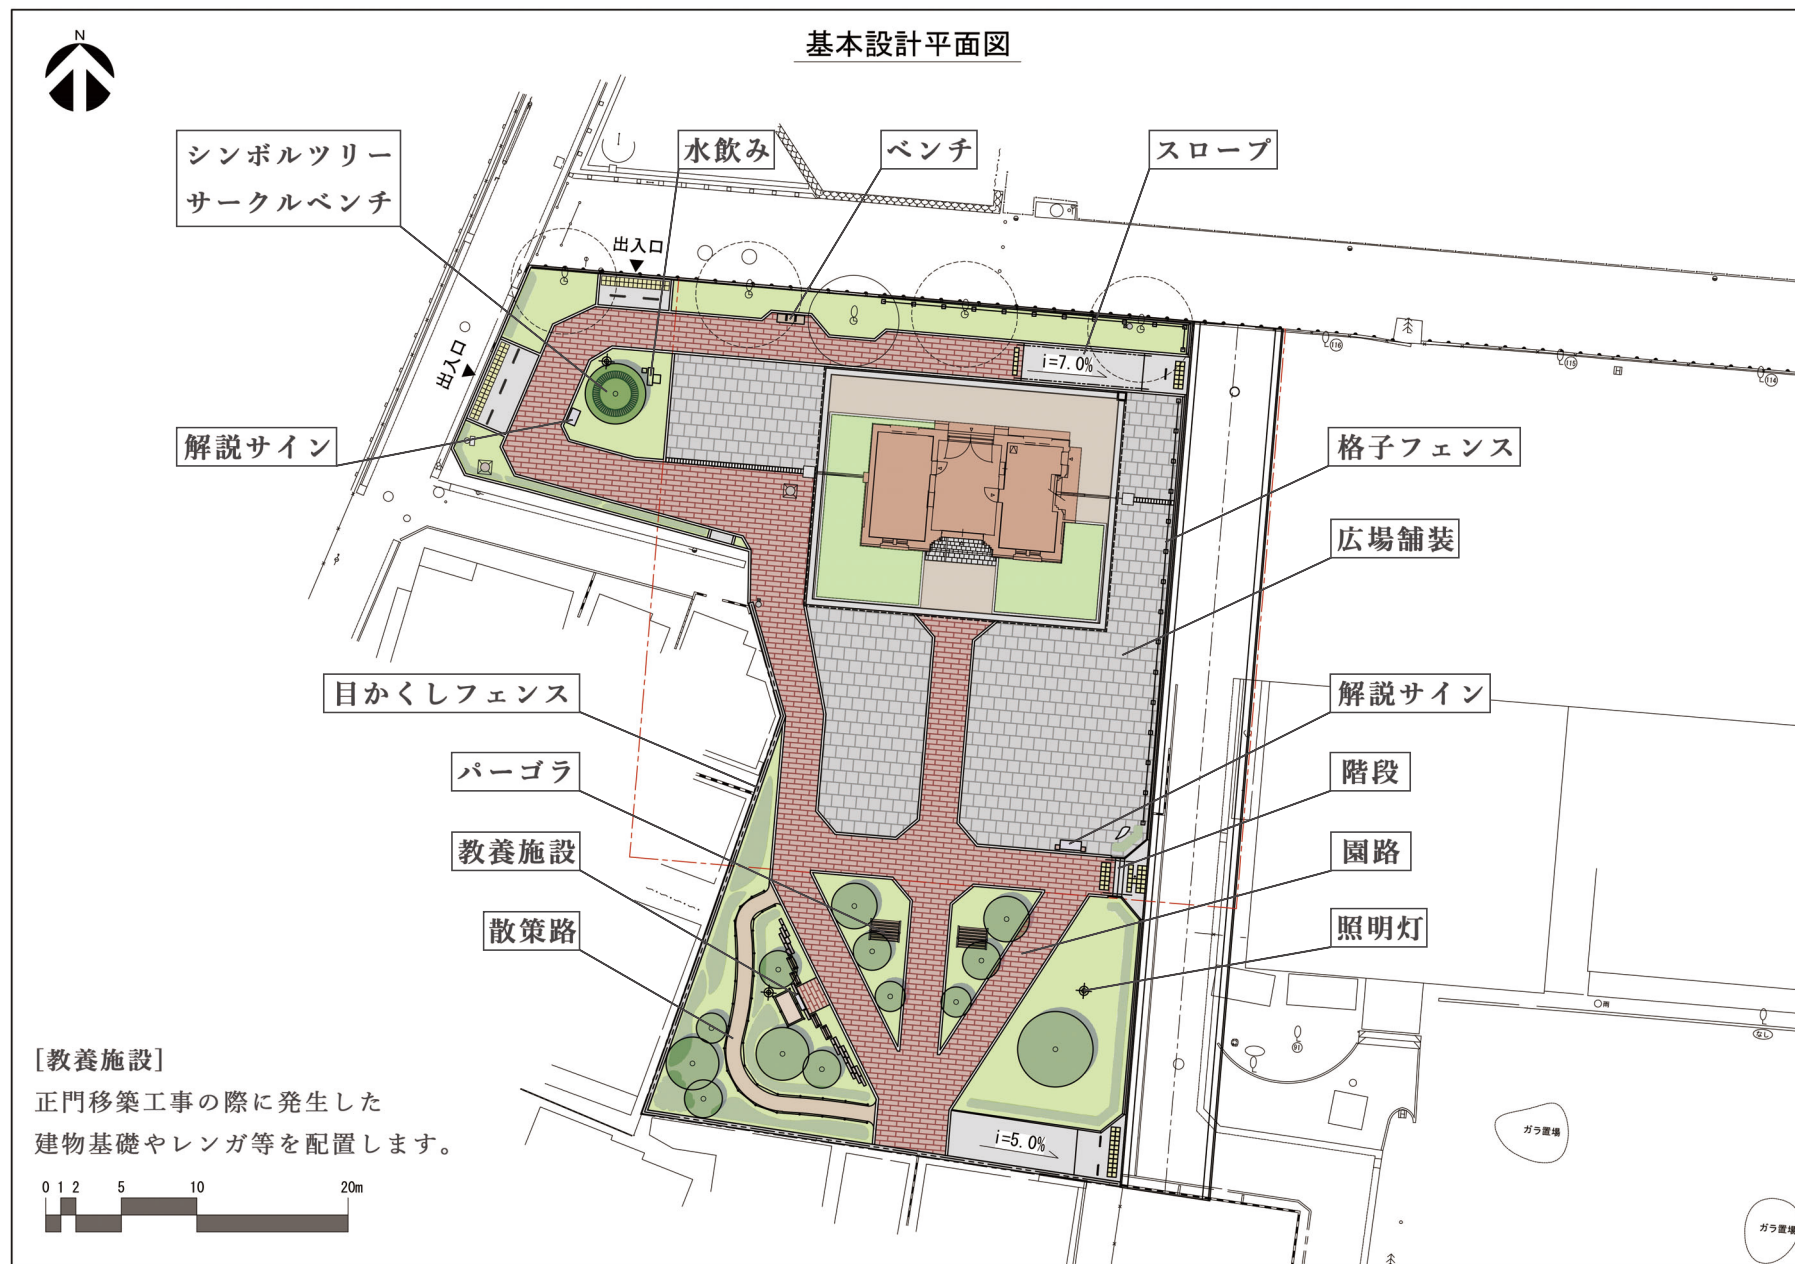 基本設計平面図
N
シンボルツリー
サークルベンチ
水飲み
ベンチ
スロープ
出入口
出入口
i=7.0%
解説サイン
格子フェンス
広場舗装
116
115
114
目かくしフェンス
解説サイン
パーゴラ
階段
教養施設
園路
散策路
照明灯
雨
91
なし
[教養施設]
正門移築工事の際に発生した
建物基礎やレンガ等を配置します。
i=5.0%
ガラ置場
ガラ置場
0 1 2 5 10 20m